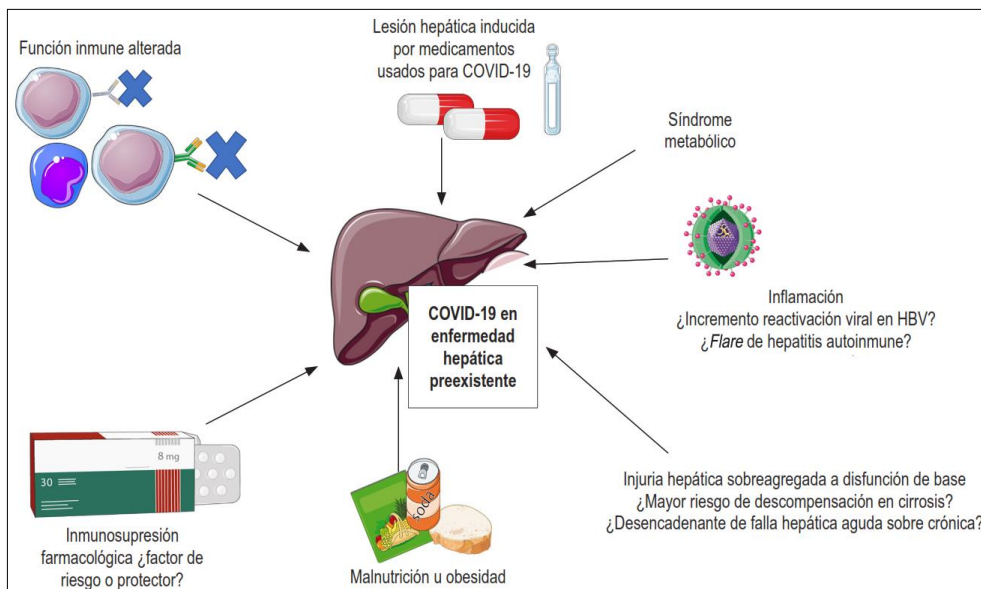 Función inmune alterada
Lesión hepática inducida
por medicamentos
usados para COVID-19
Síndrome
metabólico
Inflamación
¿Incremento reactivación viral en HBV?
¿Flare de hepatitis autoinmune?
COVID-19 en
enfermedad
hepática
preexistente
8 mg
30
Inmunosupresión
farmacológica ¿factor de
riesgo o protector?
soda
Malnutrición u obesidad
Injuria hepática sobreagregada a disfunción de base
¿Mayor riesgo de descompensación en cirrosis?
¿Desencadenante de falla hepática aguda sobre crónica?